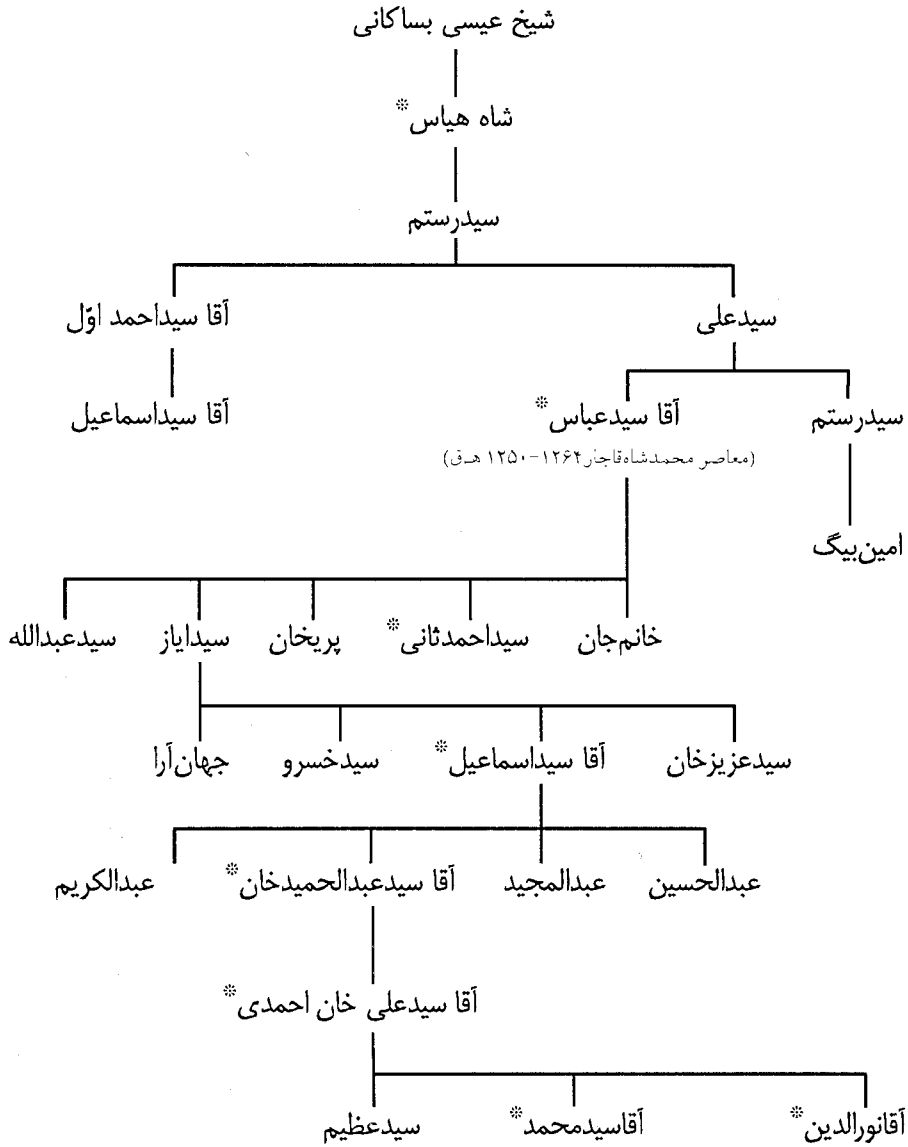 شیخ عیسی بساکانی
شاه هیاس*
سیدرستم
سیدعلی
آقا سیداحمد اوّل
سیدرستم
آقا سیدعباس*
آقا سیداسماعیل
(معاصر محمدشاه‌قاجار ۱۲۶۴-۱۲۵۰ هـ.ق)
امین‌بیگ
خانم‌جان
سیداحمدثانی*
پریخان
سیدایاز
سیدعبدالله
سیدعزیزخان
آقا سیداسماعیل*
سیدخسرو
جهان‌آرا
عبدالحسین
عبدالمجید
آقا سیدعبدالحمیدخان*
عبدالکریم
آقا سیدعلی خان احمدی*
آقانورالدین*
آقاسیدمحمد*
سیدعظیم